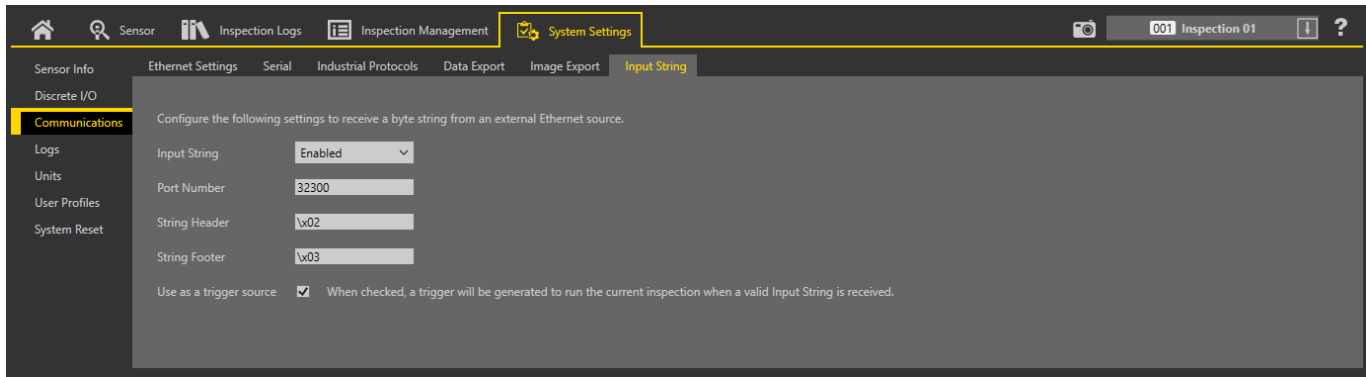 Sensor
Inspection Logs
Inspection Management
System Settings
001 Inspection 01
?
Sensor Info
Discrete I/O
Communications
Logs
Units
User Profiles
System Reset
Ethernet Settings
Serial
Industrial Protocols
Data Export
Image Export
Input String
Configure the following settings to receive a byte string from an external Ethernet source.
Input String Enabled
Port Number 32300
String Header \x02
String Footer \x03
Use as a trigger source When checked, a trigger will be generated to run the current inspection when a valid Input String is received.